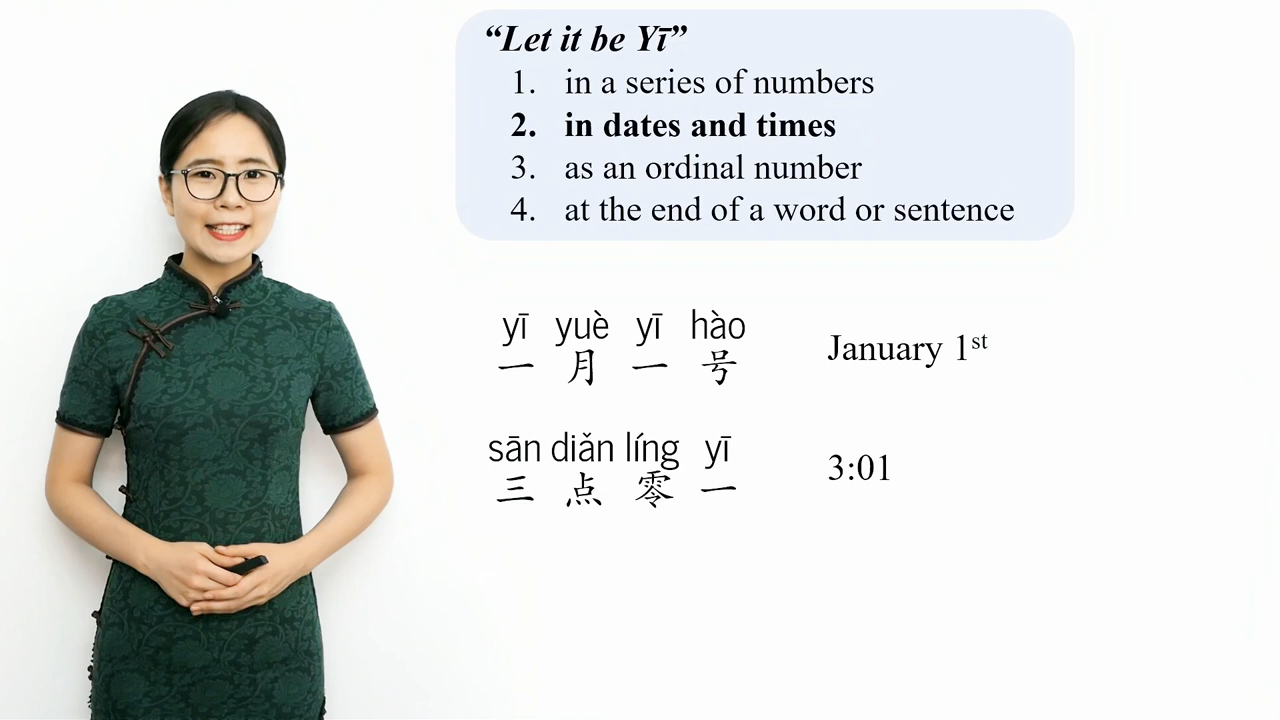 “Let it be Yī”
1. in a series of numbers
2. in dates and times
3. as an ordinal number
4. at the end of a word or sentence
yī yuè yī hào
一 月 一 号
January 1st
sān diǎn líng yī
三 点 零 一
3:01